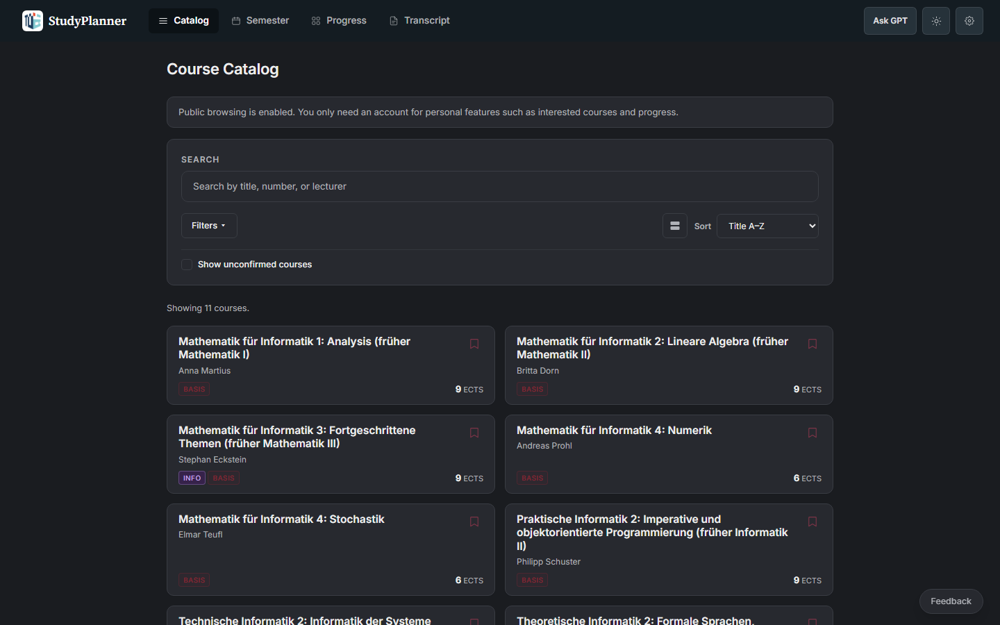 StudyPlanner
Catalog
Semester
Progress
Transcript
Ask GPT
Course Catalog
Public browsing is enabled. You only need an account for personal features such as interested courses and progress.
SEARCH
Search by title, number, or lecturer
Filters
Sort
Title A–Z
Show unconfirmed courses
Showing 11 courses.
Mathematik für Informatik 1: Analysis (früher
Mathematik I)
Anna Martius
BASIS
9 ECTS
Mathematik für Informatik 2: Lineare Algebra (früher
Mathematik II)
Britta Dorn
BASIS
9 ECTS
Mathematik für Informatik 3: Fortgeschrittene
Themen (früher Mathematik III)
Stephan Eckstein
INFO BASIS
9 ECTS
Mathematik für Informatik 4: Numerik
Andreas Prohl
BASIS
6 ECTS
Mathematik für Informatik 4: Stochastik
Elmar Teufl
BASIS
6 ECTS
Praktische Informatik 2: Imperative und
objektorientierte Programmierung (früher Informatik
II)
Philipp Schuster
BASIS
9 ECTS
Technische Informatik 2: Informatik der Systeme
Theoretische Informatik 2: Formale Sprachen,
Feedback